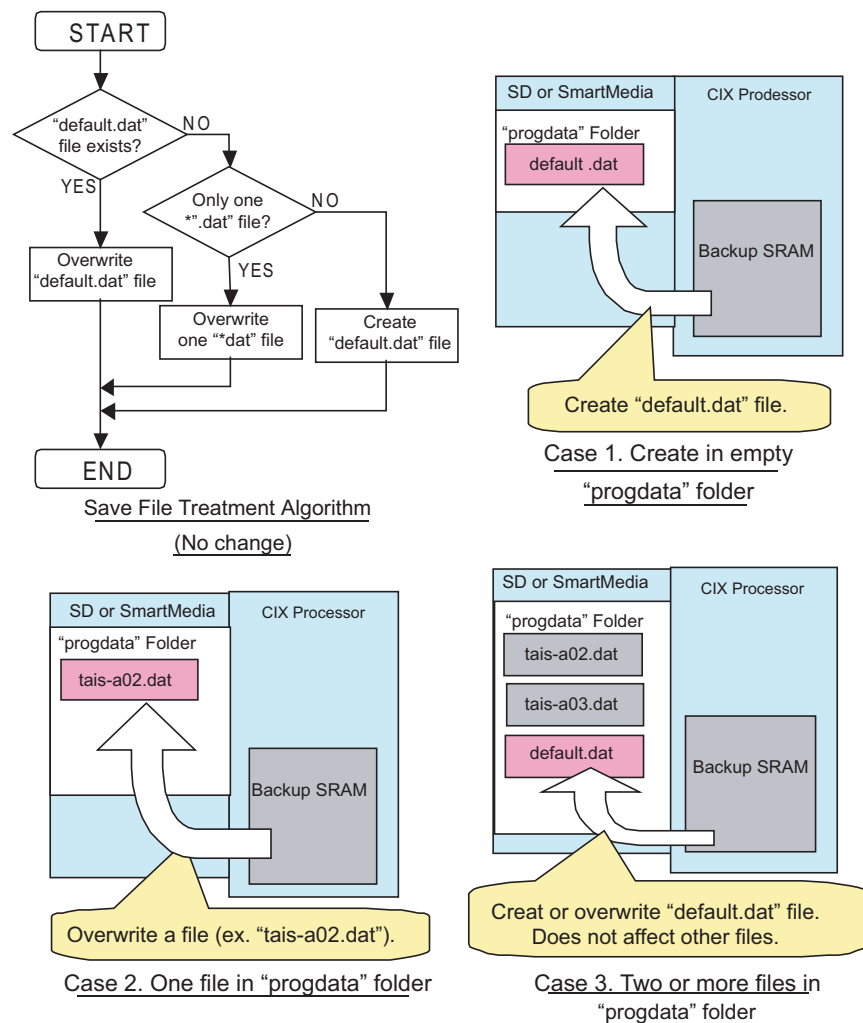 START
“default.dat”
file exists?
NO
YES
Only one
*”.dat” file?
NO
YES
Overwrite
“default.dat” file
Overwrite
one “*dat” file
Create
“default.dat” file
END
Save File Treatment Algorithm
(No change)
SD or SmartMedia
CIX Prodessor
“progdata” Folder
default .dat
Backup SRAM
Create “default.dat” file.
Case 1. Create in empty
“progdata” folder
SD or SmartMedia
CIX Processor
“progdata” Folder
tais-a02.dat
Backup SRAM
Overwrite a file (ex. “tais-a02.dat”).
Case 2. One file in “progdata” folder
SD or SmartMedia
CIX Processor
“progdata” Folder
tais-a02.dat
tais-a03.dat
default.dat
Backup SRAM
Creat or overwrite “default.dat” file.
Does not affect other files.
Case 3. Two or more files in
“progdata” folder